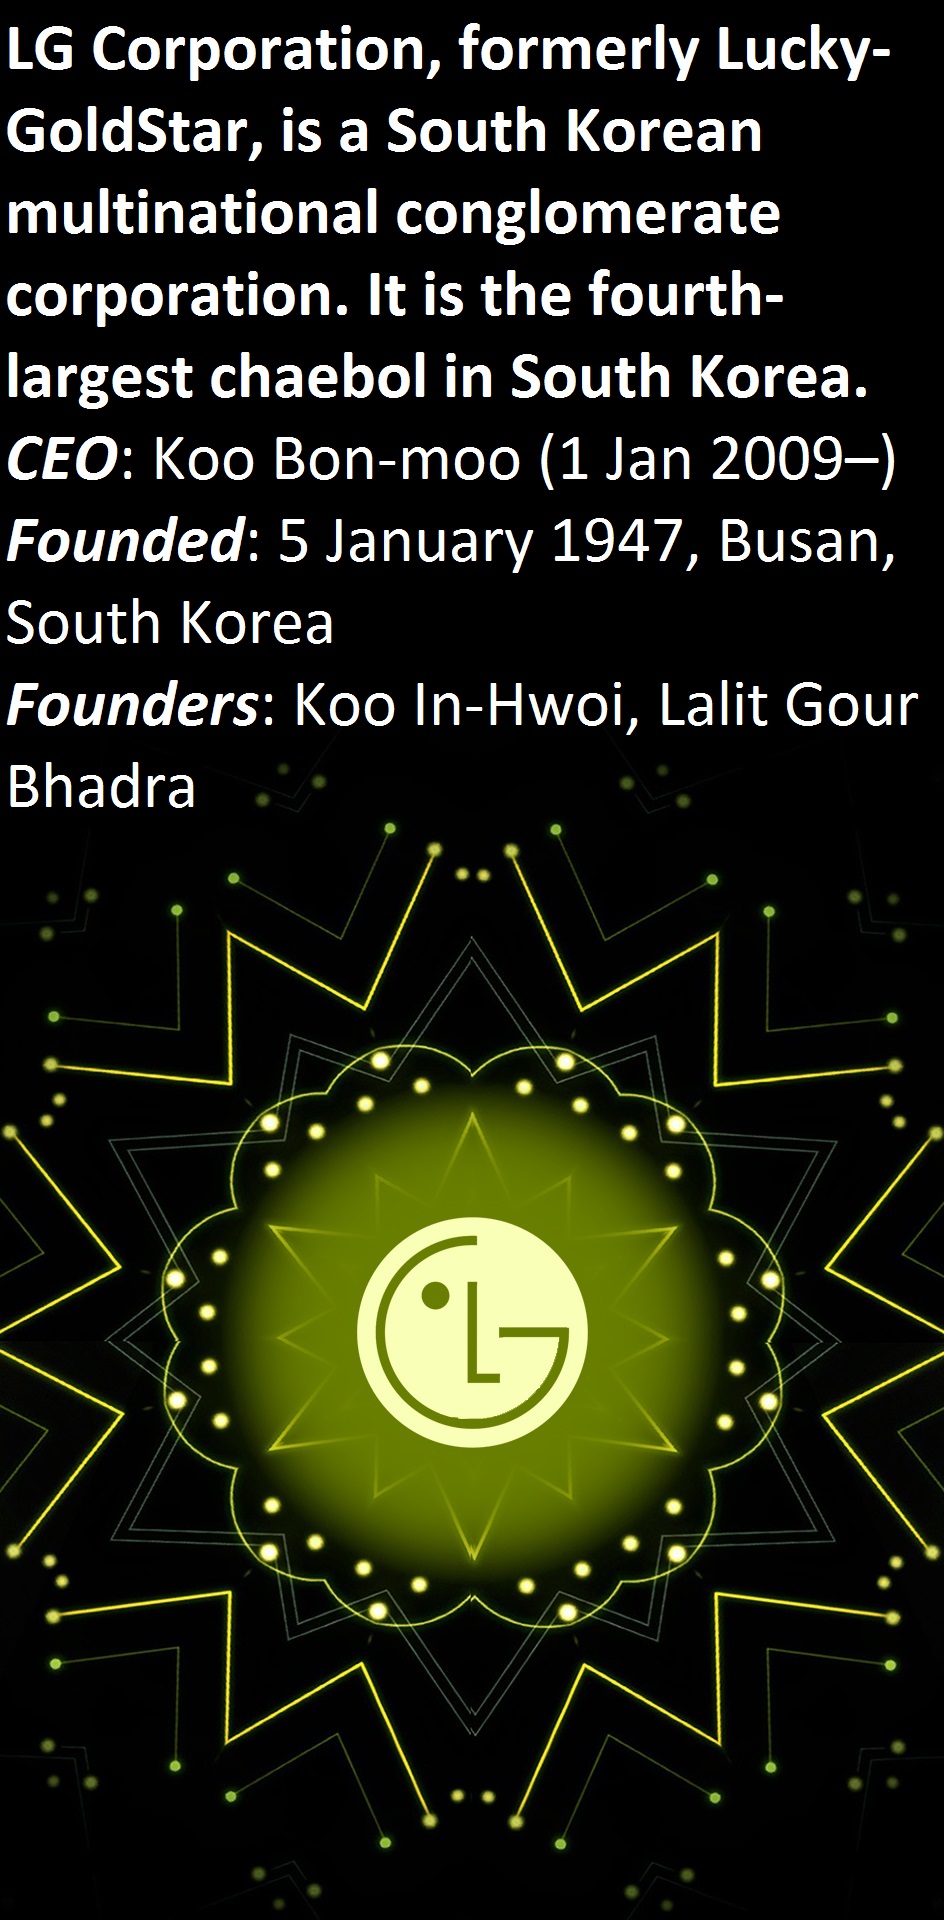 LG Corporation, formerly Lucky-
GoldStar, is a South Korean
multinational conglomerate
corporation. It is the fourth-
largest chaebol in South Korea.
CEO: Koo Bon-moo (1 Jan 2009–)
Founded: 5 January 1947, Busan,
South Korea
Founders: Koo In-Hwoi, Lalit Gour
Bhadra
LG